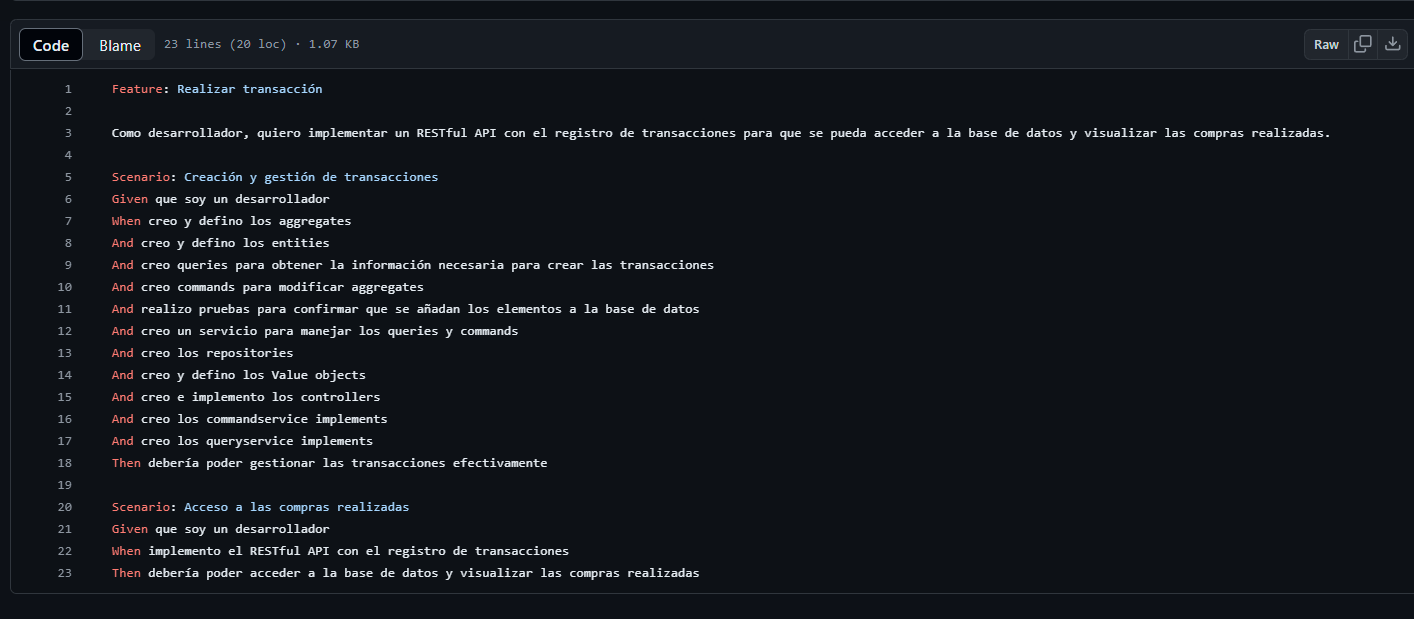 Code Blame 23 lines (20 loc) · 1.07 KB Raw
1 Feature: Realizar transacción
2
3 Como desarrollador, quiero implementar un RESTful API con el registro de transacciones para que se pueda acceder a la base de datos y visualizar las compras realizadas.
4
5 Scenario: Creación y gestión de transacciones
6 Given que soy un desarrollador
7 When creo y defino los aggregates
8 And creo y defino los entities
9 And creo queries para obtener la información necesaria para crear las transacciones
10 And creo commands para modificar aggregates
11 And realizo pruebas para confirmar que se añadan los elementos a la base de datos
12 And creo un servicio para manejar los queries y commands
13 And creo los repositories
14 And creo y defino los Value objects
15 And creo e implemento los controllers
16 And creo los commandservice implements
17 And creo los queryservice implements
18 Then debería poder gestionar las transacciones efectivamente
19
20 Scenario: Acceso a las compras realizadas
21 Given que soy un desarrollador
22 When implemento el RESTful API con el registro de transacciones
23 Then debería poder acceder a la base de datos y visualizar las compras realizadas